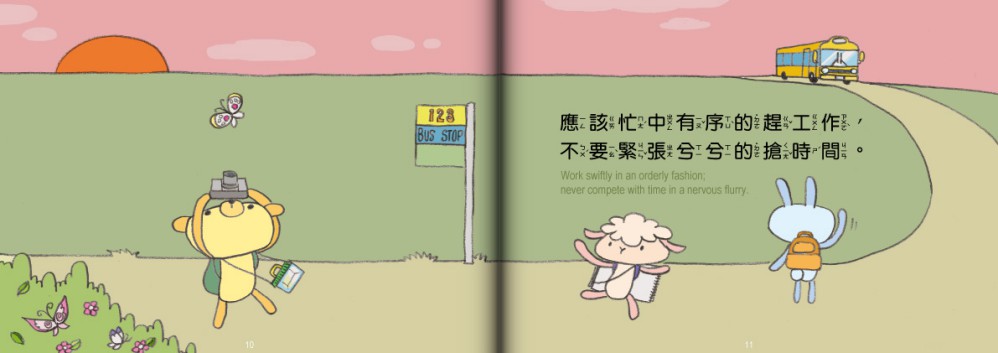 123
BUS STOP
應該忙中有序的趕工作，
不要緊張兮兮的搶時間。
Work swiftly in an orderly fashion;
never compete with time in a nervous flurry.
10
11